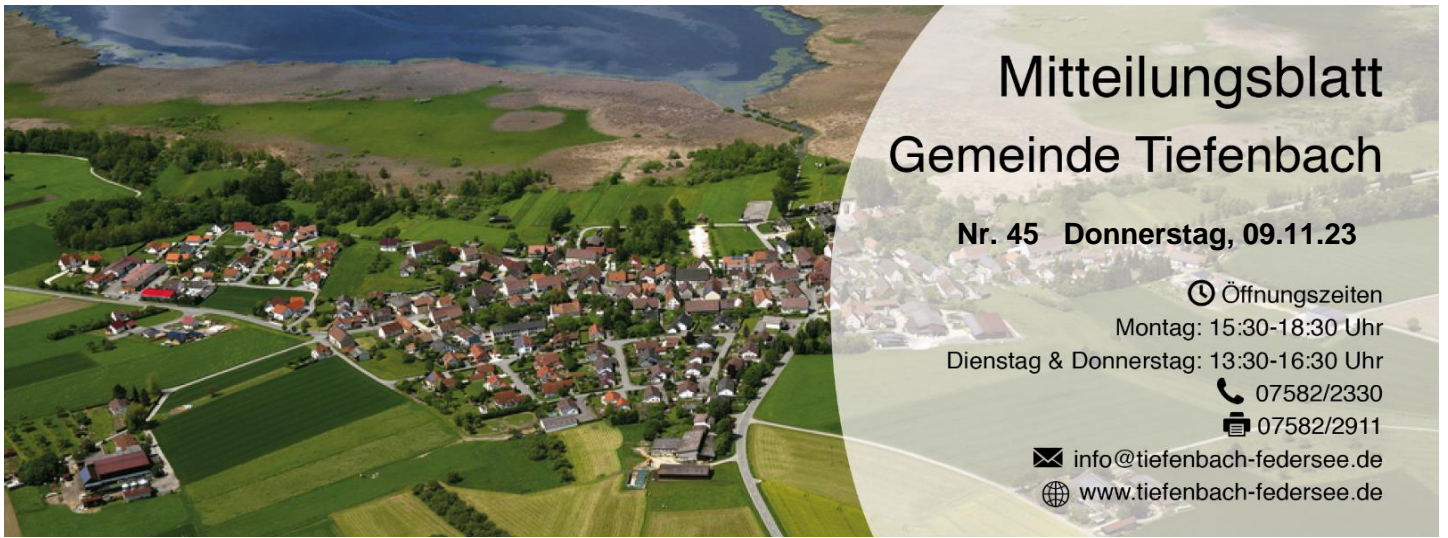 Mitteilungsblatt
Gemeinde Tiefenbach
Nr. 45 Donnerstag, 09.11.23
Öffnungszeiten
Montag: 15:30-18:30 Uhr
Dienstag & Donnerstag: 13:30-16:30 Uhr
07582/2330
07582/2911
info@tiefenbach-federsee.de
www.tiefenbach-federsee.de